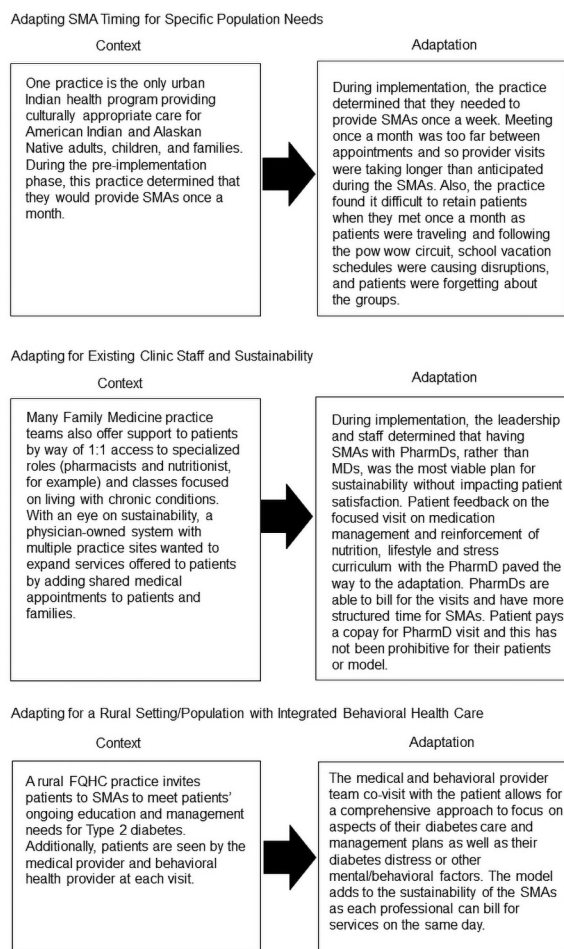 Adapting SMA Timing for Specific Population Needs
Context
One practice is the only urban
Indian health program providing
culturally appropriate care for
American Indian and Alaskan
Native adults, children, and families.
During the pre-implementation
phase, this practice determined that
they would provide SMAs once a
month.
Adaptation
During implementation, the practice
determined that they needed to
provide SMAs once a week. Meeting
once a month was too far between
appointments and so provider visits
were taking longer than anticipated
during the SMAs. Also, the practice
found it difficult to retain patients
when they met once a month as
patients were traveling and following
the pow wow circuit, school vacation
schedules were causing disruptions,
and patients were forgetting about
the groups.
Adapting for Existing Clinic Staff and Sustainability
Context
Many Family Medicine practice
teams also offer support to patients
by way of 1:1 access to specialized
roles (pharmacists and nutritionist,
for example) and classes focused
on living with chronic conditions.
With an eye on sustainability, a
physician-owned system with
multiple practice sites wanted to
expand services offered to patients
by adding shared medical
appointments to patients and
families.
Adaptation
During implementation, the leadership
and staff determined that having
SMAs with PharmDs, rather than
MDs, was the most viable plan for
sustainability without impacting patient
satisfaction. Patient feedback on the
focused visit on medication
management and reinforcement of
nutrition, lifestyle and stress
curriculum with the PharmD paved the
way to the adaptation. PharmDs are
able to bill for the visits and have more
structured time for SMAs. Patient pays
a copay for PharmD visit and this has
not been prohibitive for their patients
or model.
Adapting for a Rural Setting/Population with Integrated Behavioral Health Care
Context
A rural FQHC practice invites
patients to SMAs to meet patients'
ongoing education and management
needs for Type 2 diabetes.
Additionally, patients are seen by the
medical provider and behavioral
health provider at each visit.
Adaptation
The medical and behavioral provider
team co-visit with the patient allows for
a comprehensive approach to focus on
aspects of their diabetes care and
management plans as well as their
diabetes distress or other
mental/behavioral factors. The model
adds to the sustainability of the SMAs
as each professional can bill for
services on the same day.